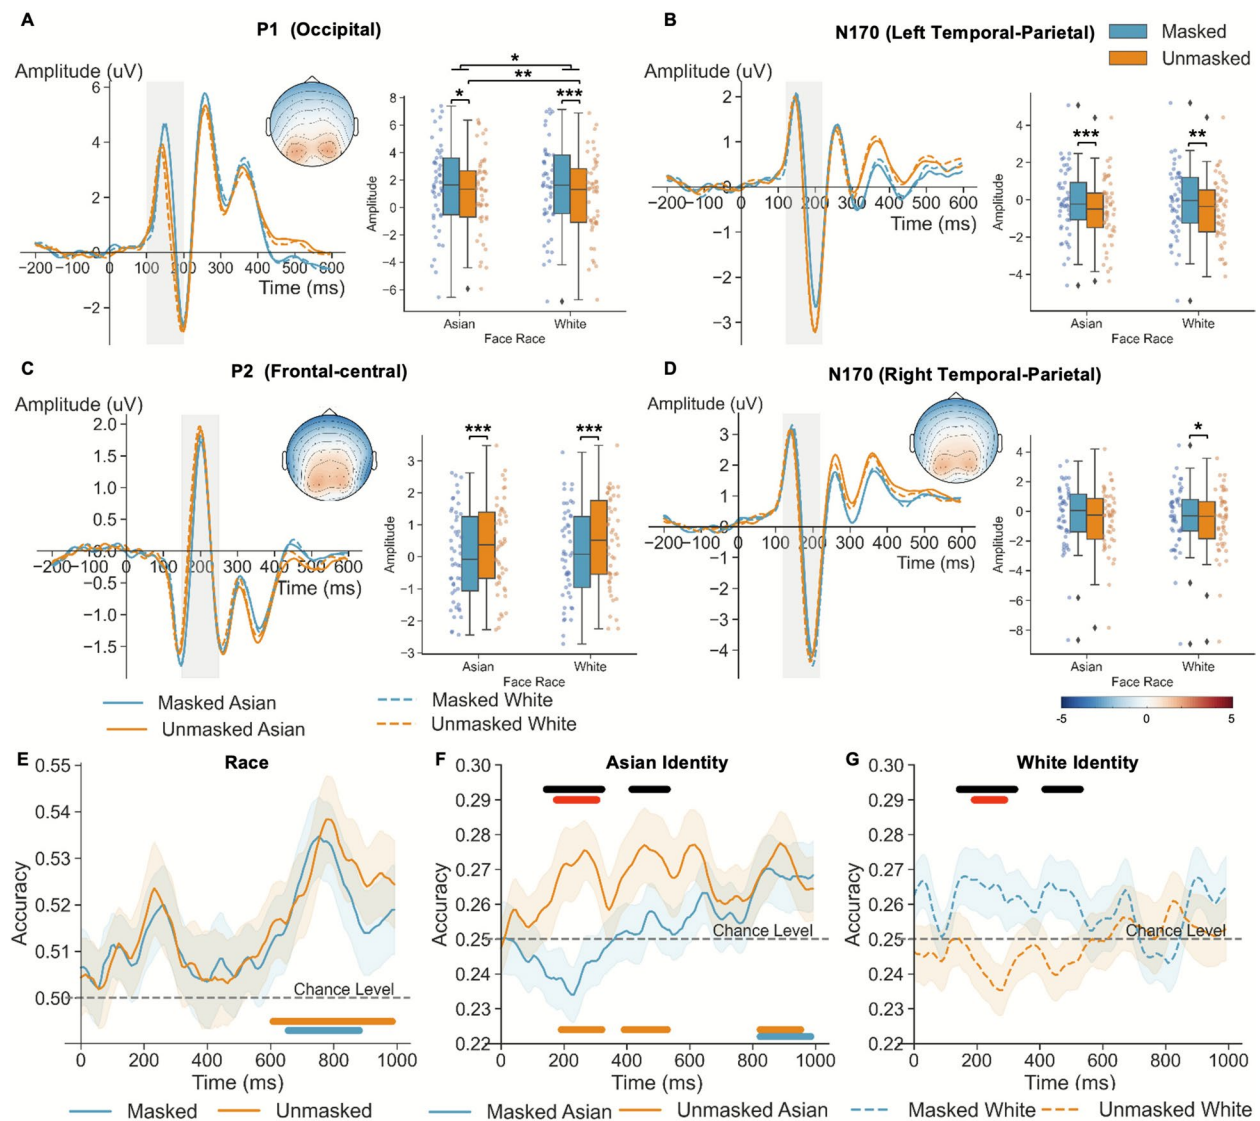 A
P1 (Occipital)
Amplitude (uV)
6
4
2
0
−2
−200
−100
0
100
200
300
400
500
600
Time (ms)
*
**
*
***
8
6
4
2
0
−2
−4
−6
Amplitude
Asian
White
Face Race
B
N170 (Left Temporal-Parietal)
Masked
Unmasked
Amplitude (uV)
2
1
0
−1
−2
−3
−200
−100
0
100
200
300
400
500
600
Time (ms)
***
**
4
2
0
−2
−4
Amplitude
Asian
White
Face Race
C
P2 (Frontal-central)
Amplitude (uV)
2.0
1.5
1.0
0.5
0.0
−0.5
−1.0
−1.5
−200
−100
0
100
200
300
400
500
600
Time (ms)
***
***
3
2
1
0
−1
−2
−3
Amplitude
Asian
White
Face Race
Masked Asian
Unmasked Asian
Masked White
Unmasked White
D
N170 (Right Temporal-Parietal)
Amplitude (uV)
3
2
1
0
−1
−2
−3
−4
−200
−100
0
100
200
300
400
500
600
Time (ms)
*
4
2
0
−2
−4
−6
−8
Amplitude
Asian
White
Face Race
-5
0
5
E
Race
0.55
0.54
0.53
0.52
0.51
0.50
Accuracy
Chance Level
0
200
400
600
800
1000
Time (ms)
Masked
Unmasked
F
Asian Identity
0.30
0.29
0.28
0.27
0.26
0.25
0.24
0.23
0.22
Accuracy
Chance Level
0
200
400
600
800
1000
Time (ms)
Masked Asian
Unmasked Asian
G
White Identity
0.30
0.29
0.28
0.27
0.26
0.25
0.24
0.23
0.22
Accuracy
Chance Level
0
200
400
600
800
1000
Time (ms)
Masked White
Unmasked White